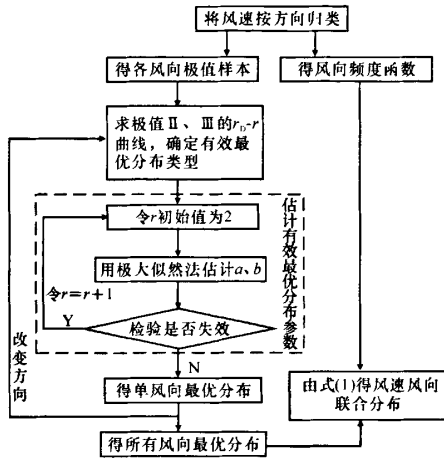 将风速按方向归类
得各风向极值样本
得风向频度函数
求极值Ⅱ、Ⅲ的r_D-r
曲线，确定有效最
优分布类型
令r初始值为2
用极大似然法估计a、b
令r=r+1
Y
检验是否失效
估计有效最优分布参数
N
改变方向
得单风向最优分布
由式(1)得风速风向
联合分布
得所有风向最优分布